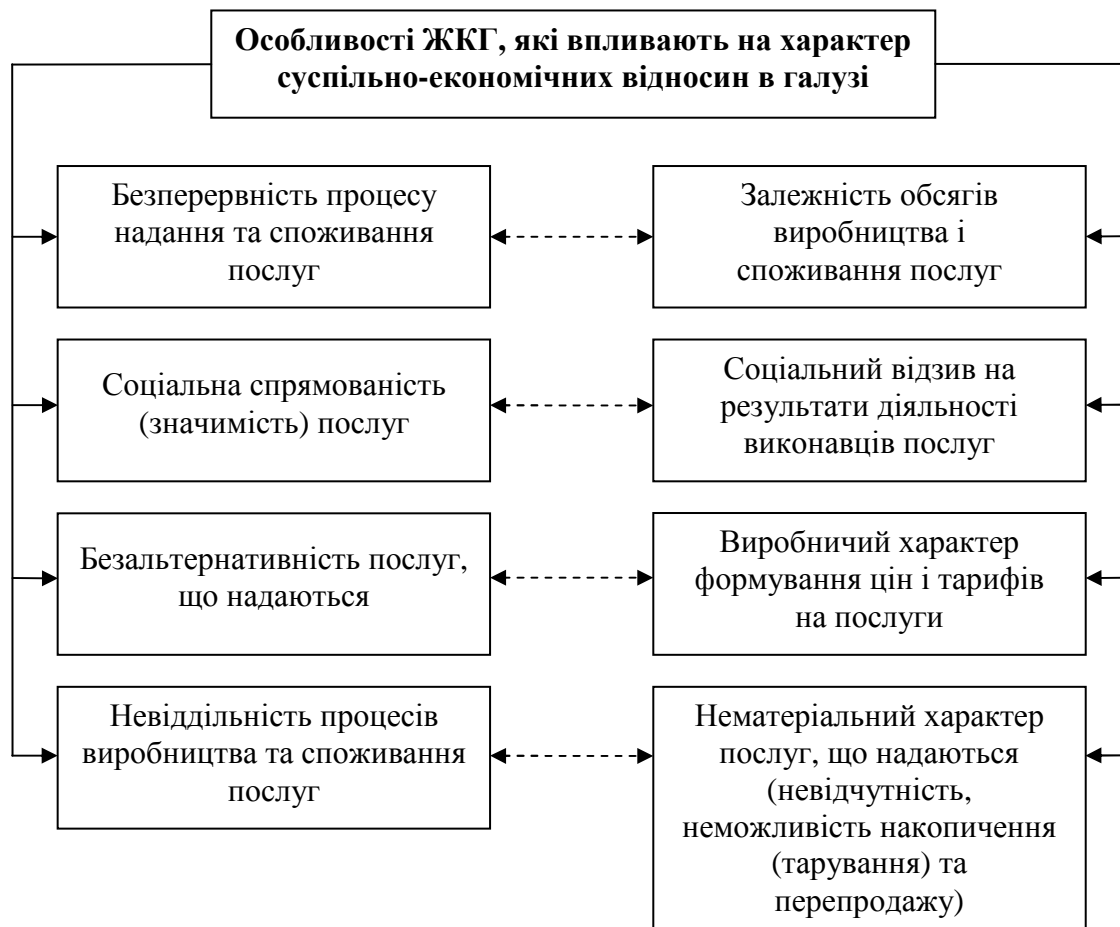 Особливості ЖКГ, які впливають на характер
суспільно-економічних відносин в галузі
Безперервність процесу
надання та споживання
послуг
Залежність обсягів
виробництва і
споживання послуг
Соціальна спрямованість
(значимість) послуг
Соціальний відзив на
результати діяльності
виконавців послуг
Безальтернативність послуг,
що надаються
Виробничий характер
формування цін і тарифів
на послуги
Невіддільність процесів
виробництва та споживання
послуг
Нематеріальний характер
послуг, що надаються
(невідчутність,
неможливість накопичення
(тарування) та
перепродажу)